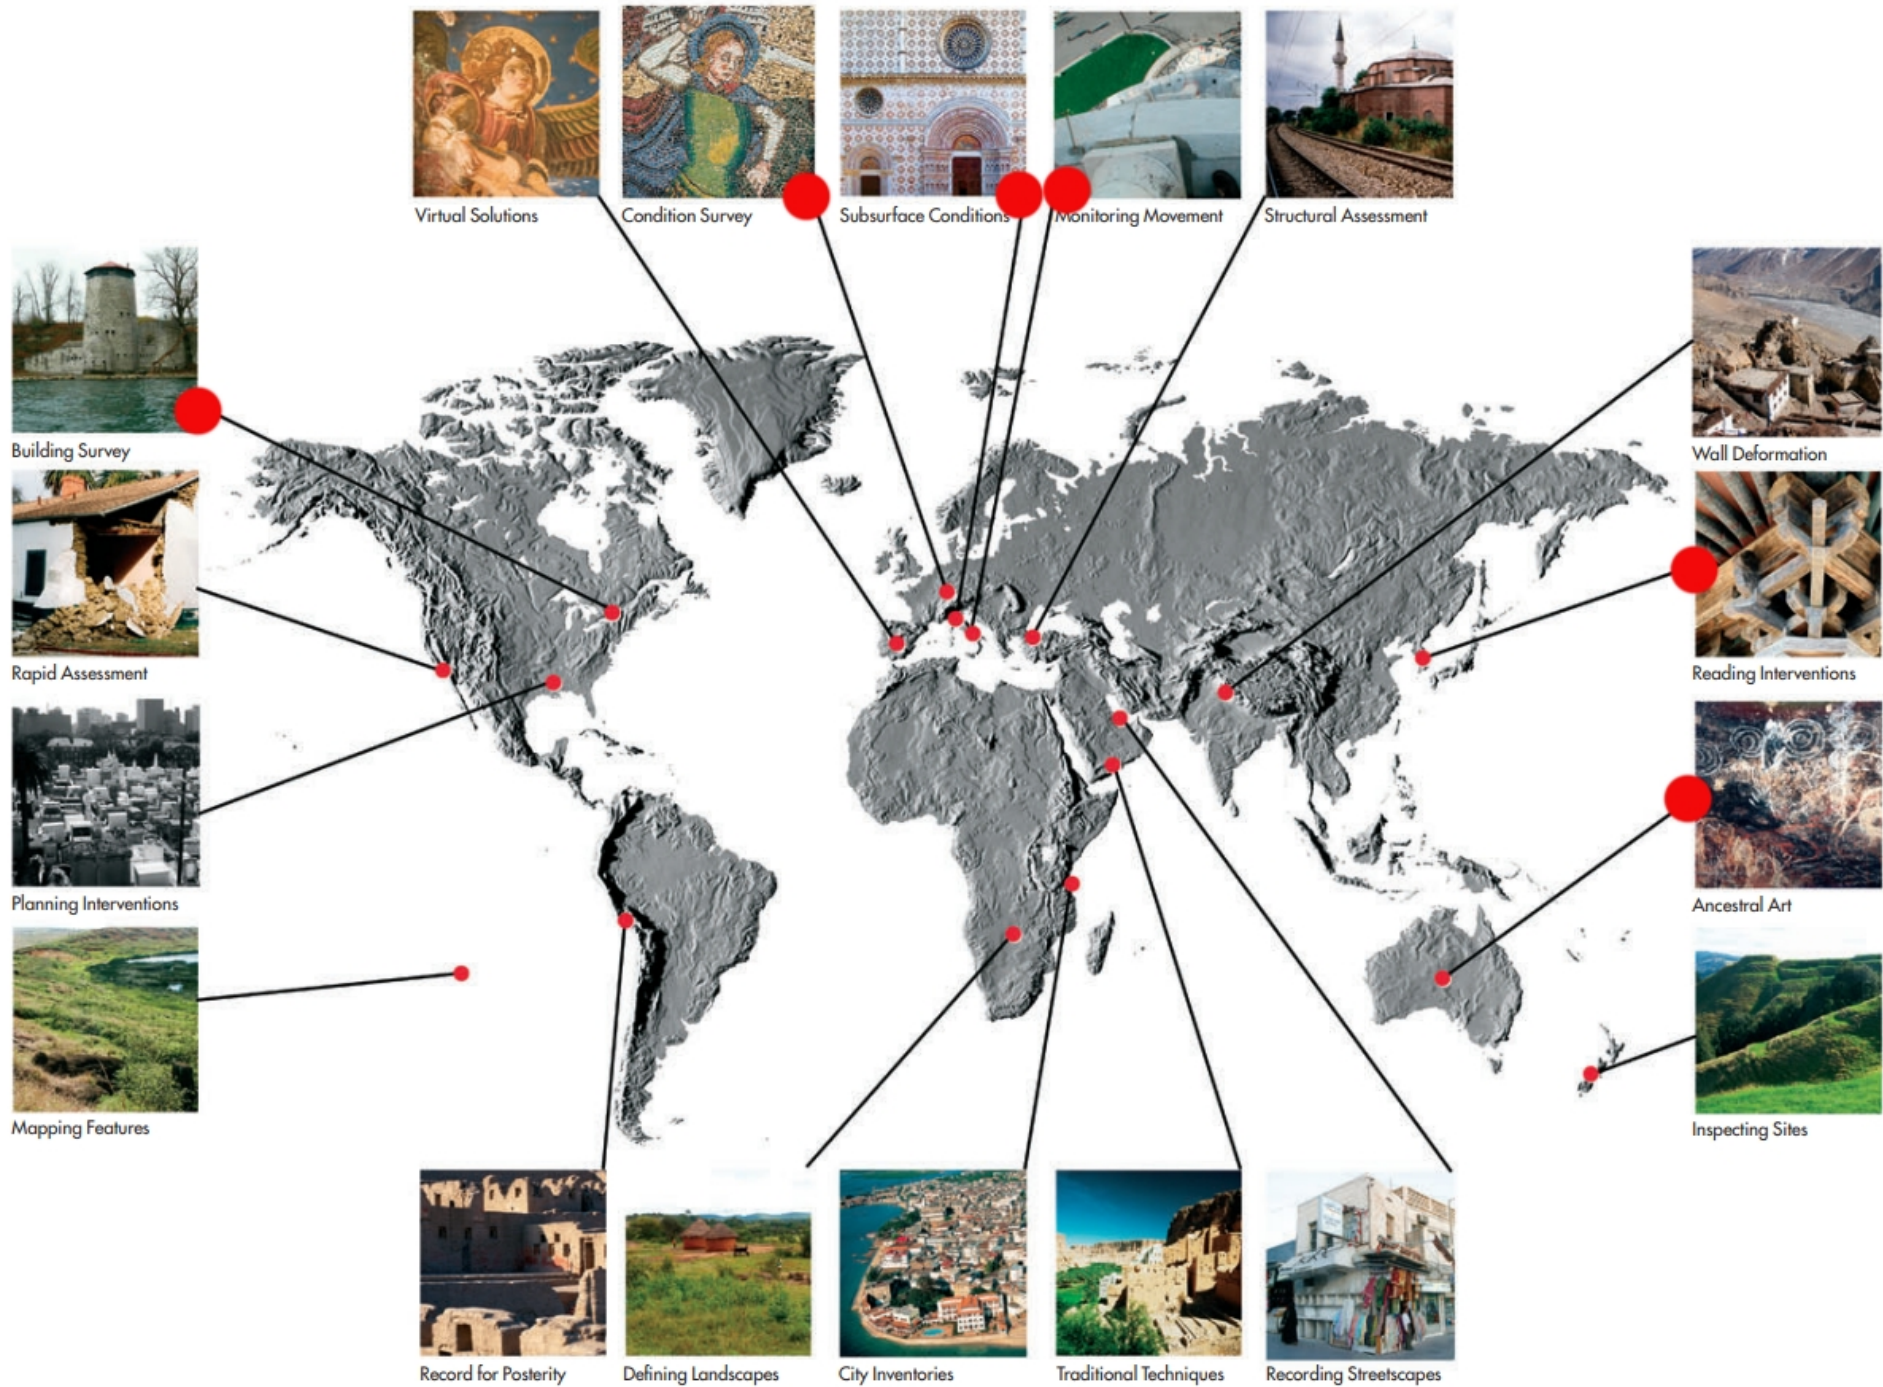 Virtual Solutions
Condition Survey
Subsurface Conditions
Monitoring Movement
Structural Assessment
Building Survey
Wall Deformation
Rapid Assessment
Reading Interventions
Planning Interventions
Ancestral Art
Mapping Features
Inspecting Sites
Record for Posterity
Defining Landscapes
City Inventories
Traditional Techniques
Recording Streetscapes